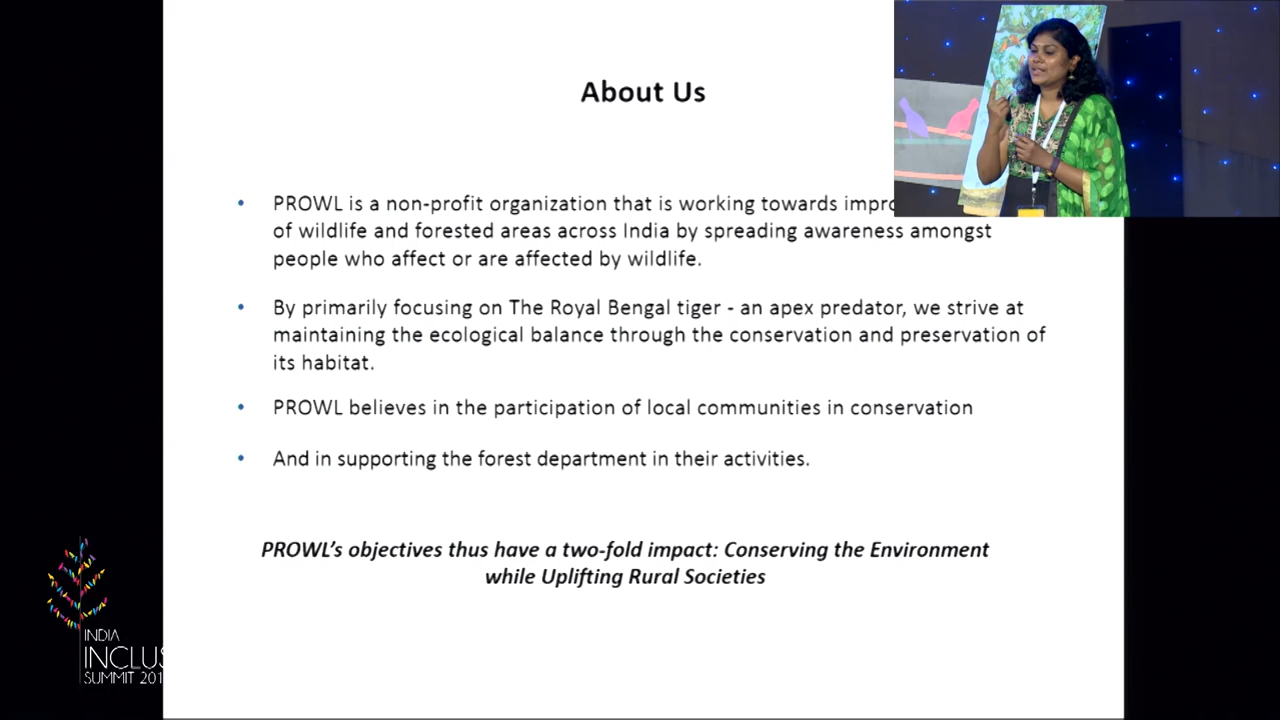 About Us
• PROWL is a non-profit organization that is working towards
of wildlife and forested areas across India by spreading awareness amongst
people who affect or are affected by wildlife.
• By primarily focusing on The Royal Bengal tiger - an apex predator, we strive at
maintaining the ecological balance through the conservation and preservation of
its habitat.
• PROWL believes in the participation of local communities in conservation
• And in supporting the forest department in their activities.
PROWL’s objectives thus have a two-fold impact: Conserving the Environment
while Uplifting Rural Societies
INDIA
INCLUS
SUMMIT 201